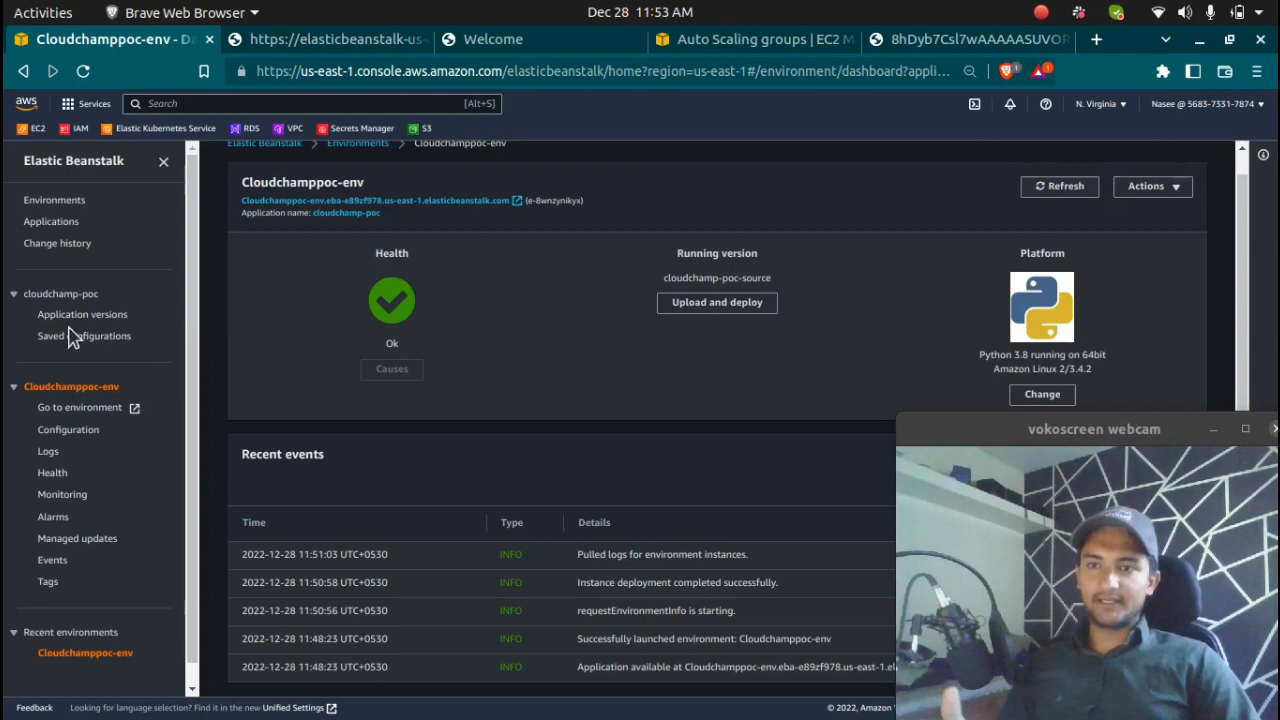 Activities
Brave Web Browser
Dec 28 11:53 AM
Cloudchamppoc-env - Da
https://elasticbeanstalk-us-
Welcome
Auto Scaling groups | EC2 M
8hDyb7Csl7wAAAAASUVOR
https://us-east-1.console.aws.amazon.com/elasticbeanstalk/home?region=us-east-1#/environment/dashboard?appli...
aws
Services
Search
[Alt+S]
N. Virginia
Nasee @ 5683-7331-7874
EC2
IAM
Elastic Kubernetes Service
RDS
VPC
Secrets Manager
S3
Elastic Beanstalk
Environments
Applications
Change history
cloudchamp-poc
Application versions
Saved configurations
Cloudchamppoc-env
Go to environment
Configuration
Logs
Health
Monitoring
Alarms
Managed updates
Events
Tags
Recent environments
Cloudchamppoc-env
Elastic Beanstalk > Environments > Cloudchamppoc-env
Cloudchamppoc-env
Cloudchamppoc-env.eba-e89zf978.us-east-1.elasticbeanstalk.com (e-8wnzynikyx)
Application name: cloudchamp-poc
Refresh
Actions
Health
Ok
Causes
Running version
cloudchamp-poc-source
Upload and deploy
Platform
Python 3.8 running on 64bit
Amazon Linux 2/3.4.2
Change
Recent events
Time Type Details
2022-12-28 11:51:03 UTC+0530 INFO Pulled logs for environment instances.
2022-12-28 11:50:58 UTC+0530 INFO Instance deployment completed successfully.
2022-12-28 11:50:56 UTC+0530 INFO requestEnvironmentInfo is starting.
2022-12-28 11:48:23 UTC+0530 INFO Successfully launched environment: Cloudchamppoc-env
2022-12-28 11:48:23 UTC+0530 INFO Application available at Cloudchamppoc-env.eba-e89zf978.us-east-1.el
vokoscreen webcam
Feedback
Looking for language selection? Find it in the new Unified Settings
© 2022, Amazon